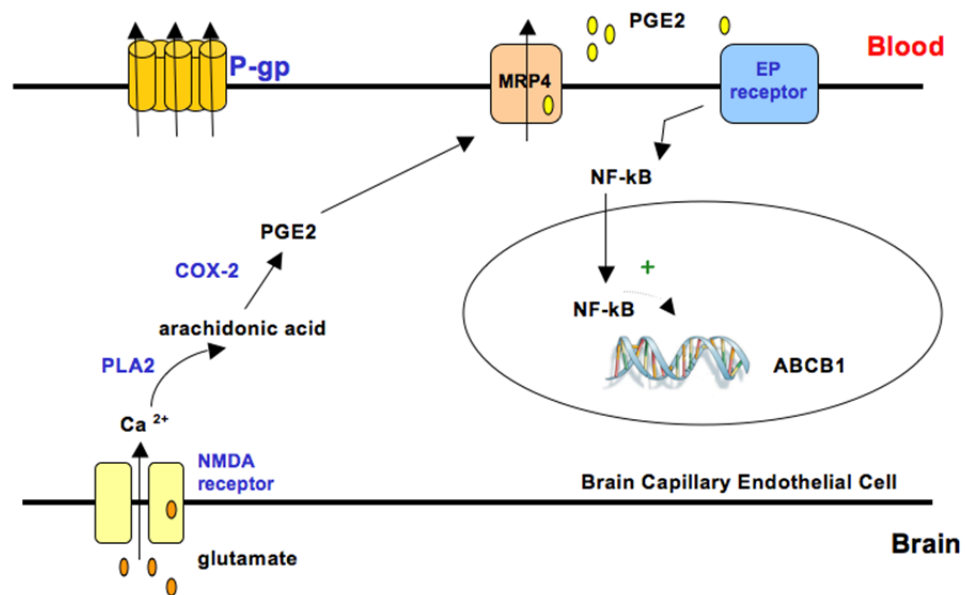 PGE2
Blood
P-gp
MRP4
EP
receptor
NF-kB
PGE2
COX-2
NF-kB
+
arachidonic acid
PLA2
ABCB1
Ca 2+
NMDA
receptor
Brain Capillary Endothelial Cell
glutamate
Brain